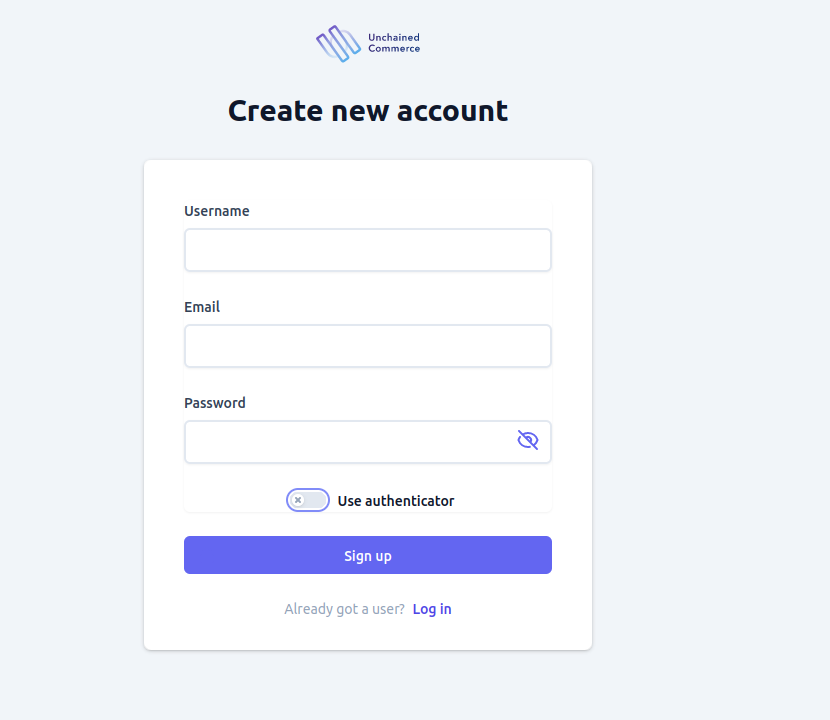 Unchained
Commerce
Create new account
Username
Email
Password
Use authenticator
Sign up
Already got a user? Log in